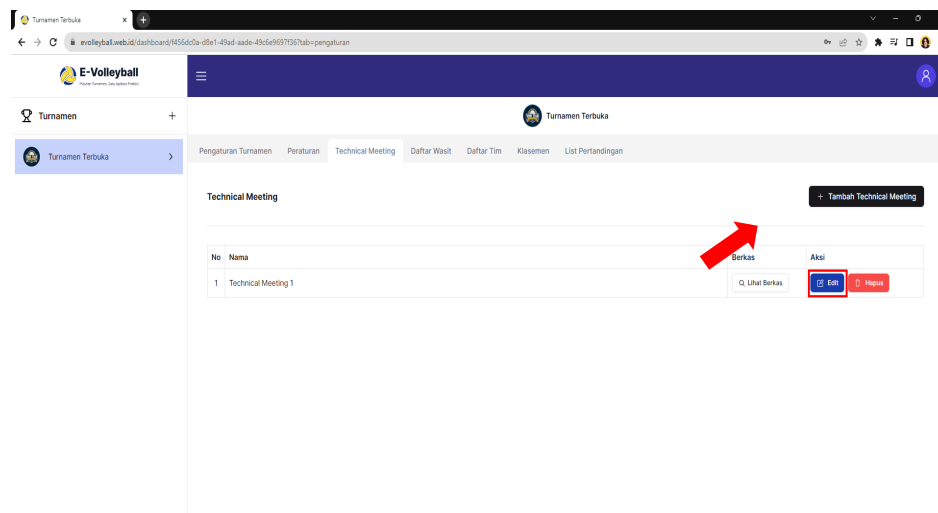 Turnamen Terbuka
evolleyball.web.id/dashboard/f456dc0a-d8e1-49ad-aade-49c6e9697f36?tab=pengaturan
E-Volleyball
Turnamen
Turnamen Terbuka
Turnamen Terbuka
Pengaturan Turnamen Peraturan Technical Meeting Daftar Wasit Daftar Tim Klasemen List Pertandingan
Technical Meeting
+ Tambah Technical Meeting
No Nama Berkas Aksi
1 Technical Meeting 1 Lihat Berkas Edit Hapus